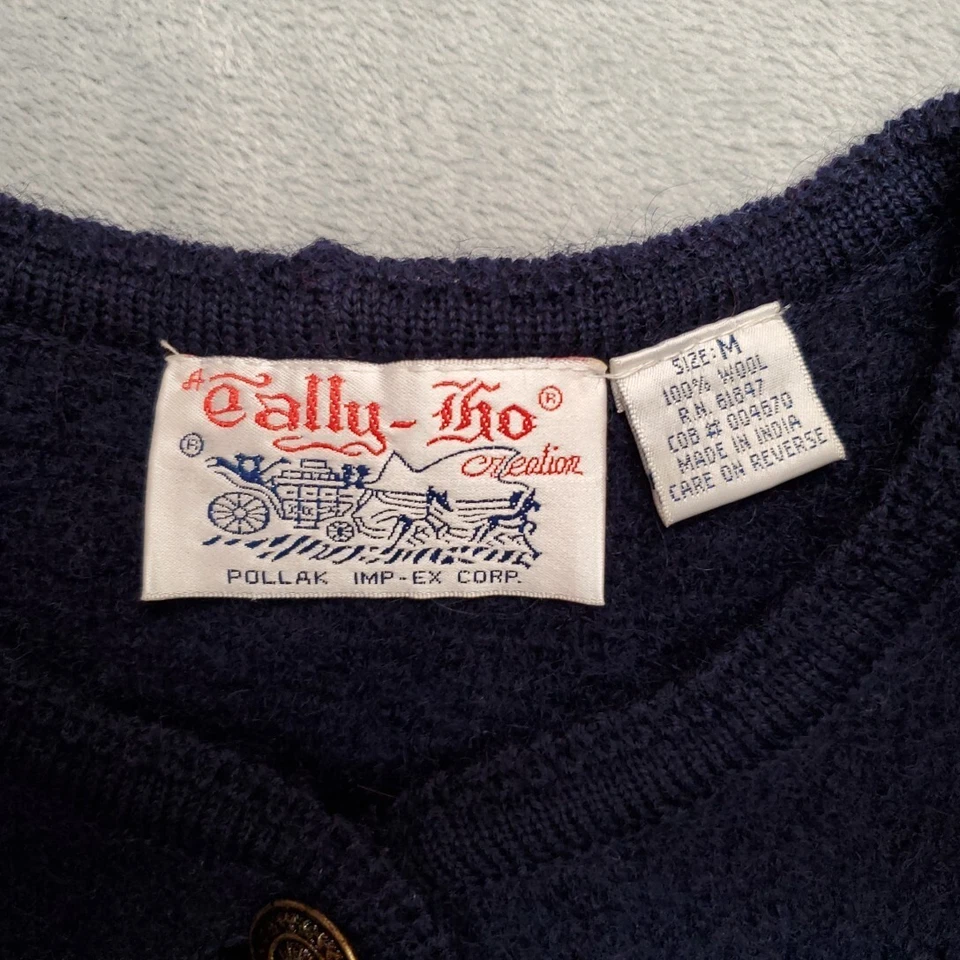 A Tally-Ho ®
Creation
®
POLLAK IMP-EX CORP.
SIZE: M
100% WOOL
R.N. 61847
COB # 004670
MADE IN INDIA
CARE ON REVERSE